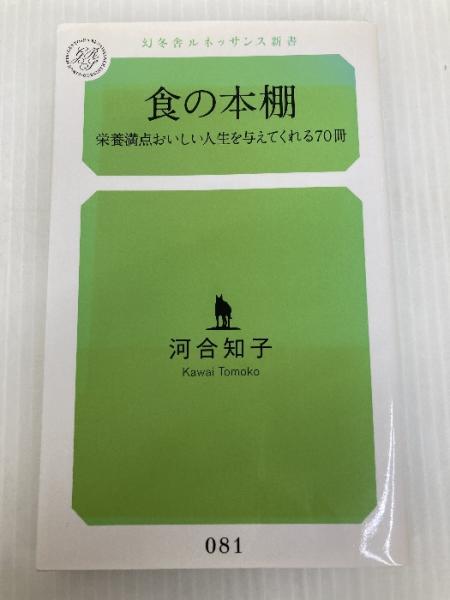 幻冬舎ルネッサンス新書
食の本棚
栄養満点おいしい人生を与えてくれる70冊
河合知子
Kawai Tomoko
081